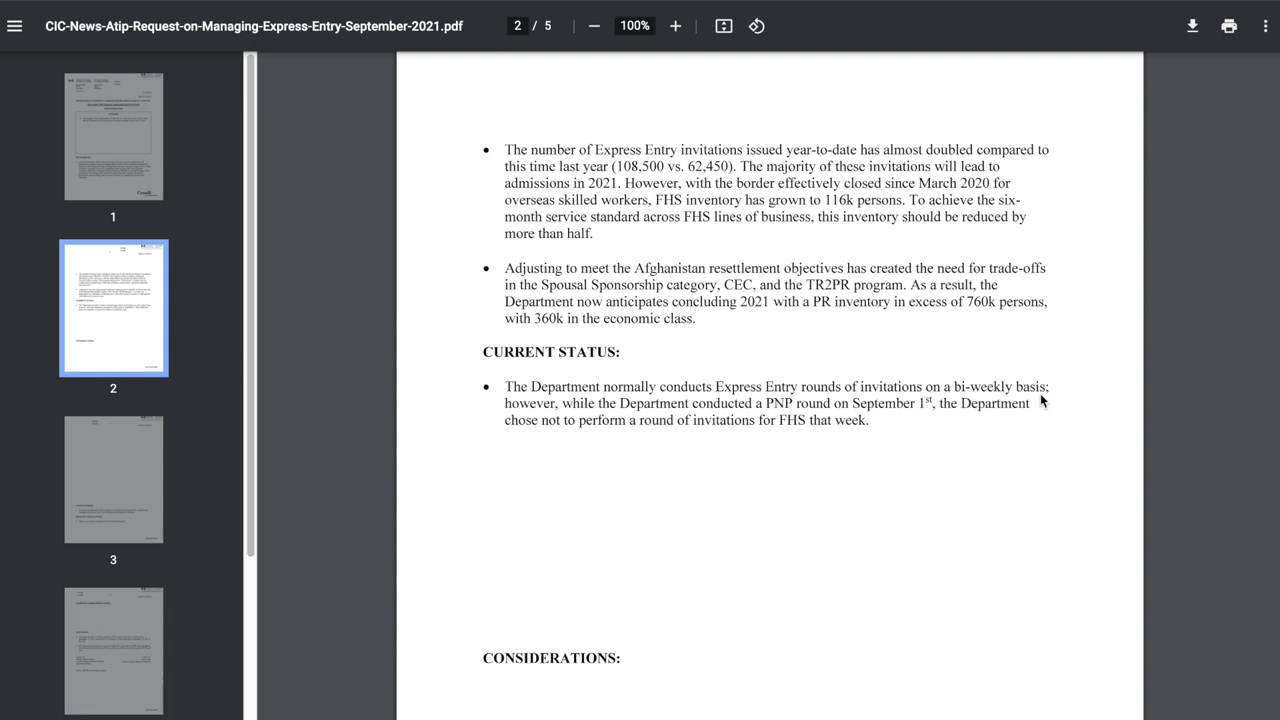 CIC-News-Atip-Request-on-Managing-Express-Entry-September-2021.pdf
2 / 5
100%
1
2
3
• The number of Express Entry invitations issued year-to-date has almost doubled compared to
this time last year (108,500 vs. 62,450). The majority of these invitations will lead to
admissions in 2021. However, with the border effectively closed since March 2020 for
overseas skilled workers, FHS inventory has grown to 116k persons. To achieve the six-
month service standard across FHS lines of business, this inventory should be reduced by
more than half.
• Adjusting to meet the Afghanistan resettlement objectives has created the need for trade-offs
in the Spousal Sponsorship category, CEC, and the TR2PR program. As a result, the
Department now anticipates concluding 2021 with a PR inventory in excess of 760k persons,
with 360k in the economic class.
CURRENT STATUS:
• The Department normally conducts Express Entry rounds of invitations on a bi-weekly basis;
however, while the Department conducted a PNP round on September 1st, the Department
chose not to perform a round of invitations for FHS that week.
CONSIDERATIONS: